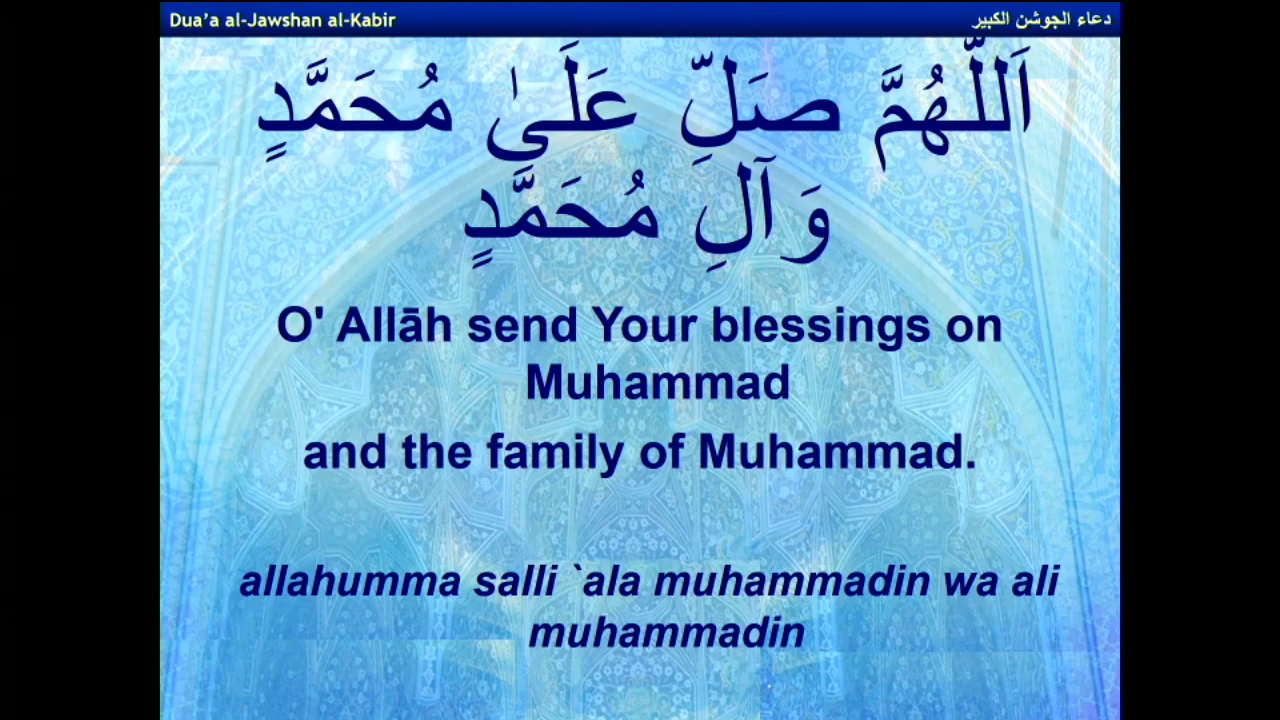 Dua’a al-Jawshan al-Kabir
دعاء الجوشن الكبير
اَللَّهُمَّ صَلِّ عَلَىٰ مُحَمَّدٍ
وَ آلِ مُحَمَّدٍ
O' Allāh send Your blessings on
Muhammad
and the family of Muhammad.
allahumma salli `ala muhammadin wa ali
muhammadin